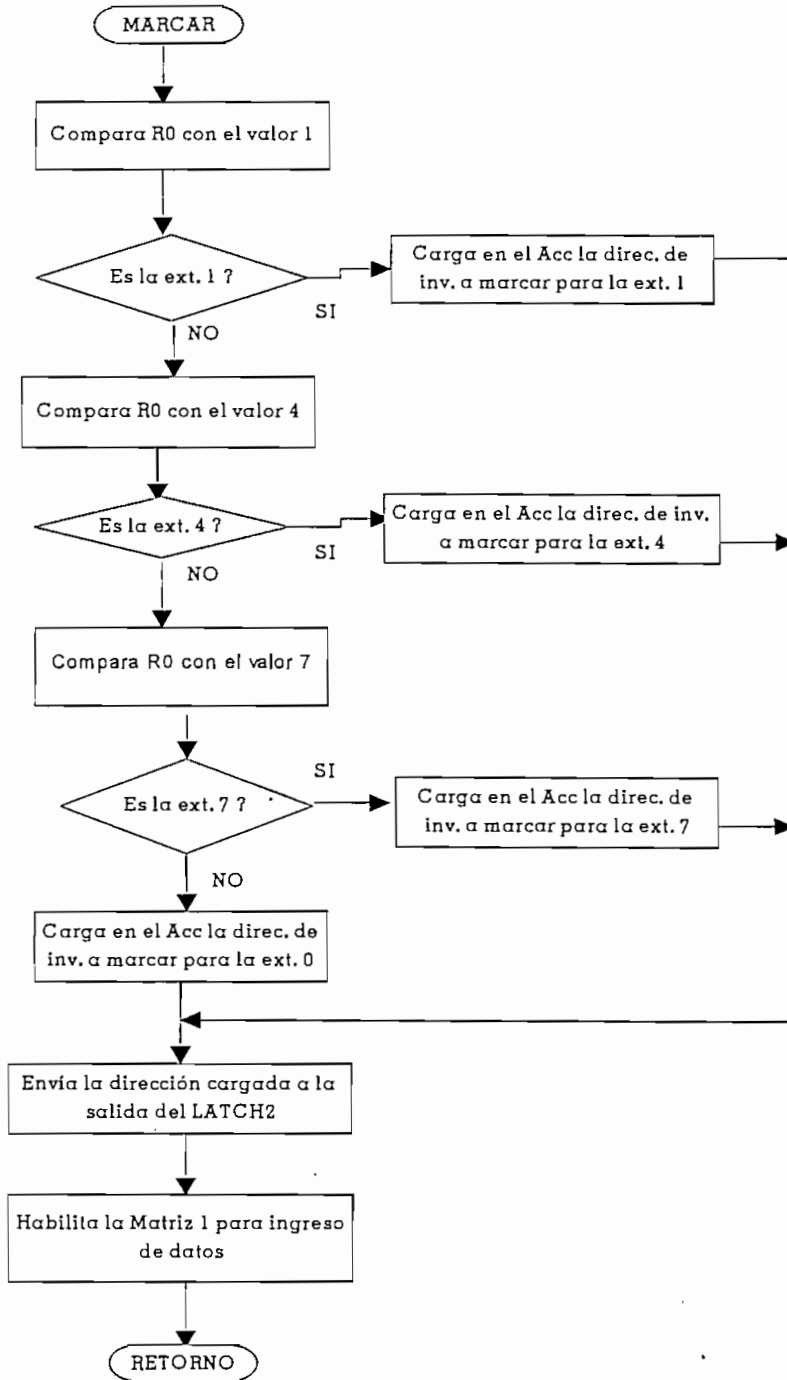 MARCAR
Compara R0 con el valor 1
Es la ext. 1 ?
SI
Carga en el Acc la direc. de
inv. a marcar para la ext. 1
NO
Compara R0 con el valor 4
Es la ext. 4 ?
SI
Carga en el Acc la direc. de inv.
a marcar para la ext. 4
NO
Compara R0 con el valor 7
Es la ext. 7 ?
SI
Carga en el Acc la direc. de
inv. a marcar para la ext. 7
NO
Carga en el Acc la direc. de
inv. a marcar para la ext. 0
Envía la dirección cargada a la
salida del LATCH2
Habilita la Matriz 1 para ingreso
de datos
RETORNO